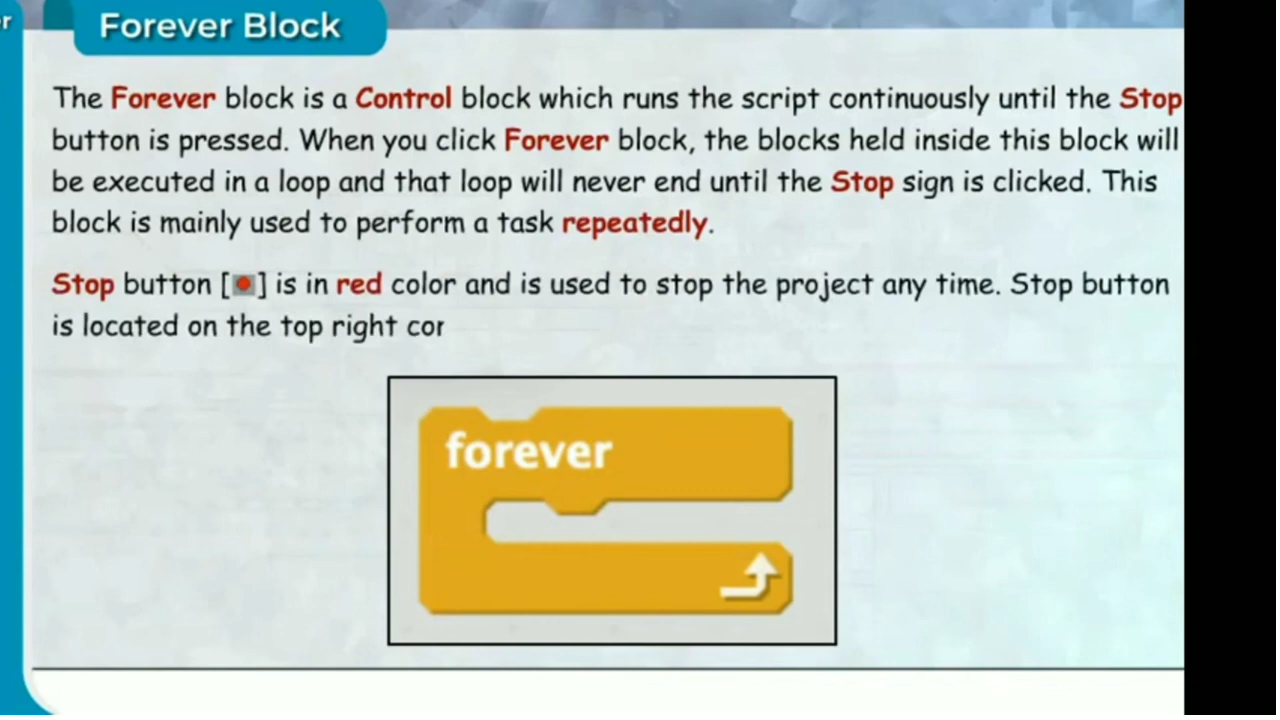 r
Forever Block
The Forever block is a Control block which runs the script continuously until the Stop
button is pressed. When you click Forever block, the blocks held inside this block will
be executed in a loop and that loop will never end until the Stop sign is clicked. This
block is mainly used to perform a task repeatedly.
Stop button [●] is in red color and is used to stop the project any time. Stop button
is located on the top right cor
forever